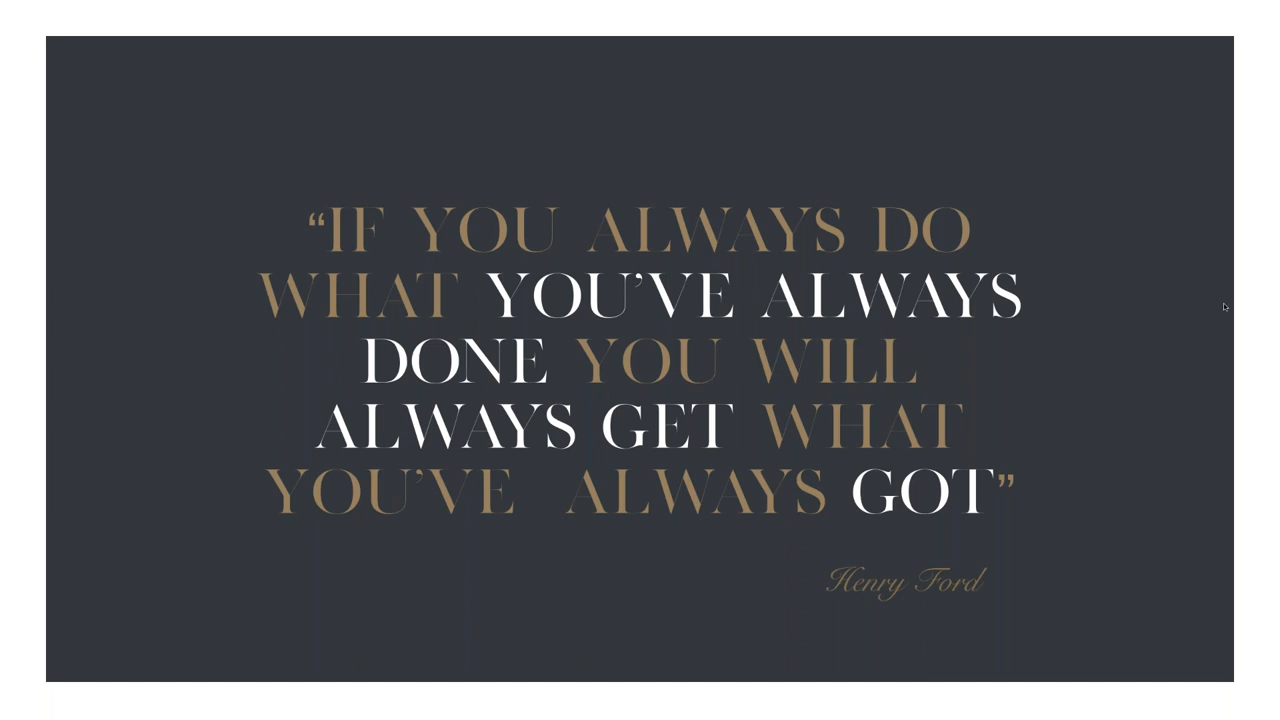 “IF YOU ALWAYS DO
WHAT YOU’VE ALWAYS
DONE YOU WILL
ALWAYS GET WHAT
YOU’VE ALWAYS GOT”
Henry Ford